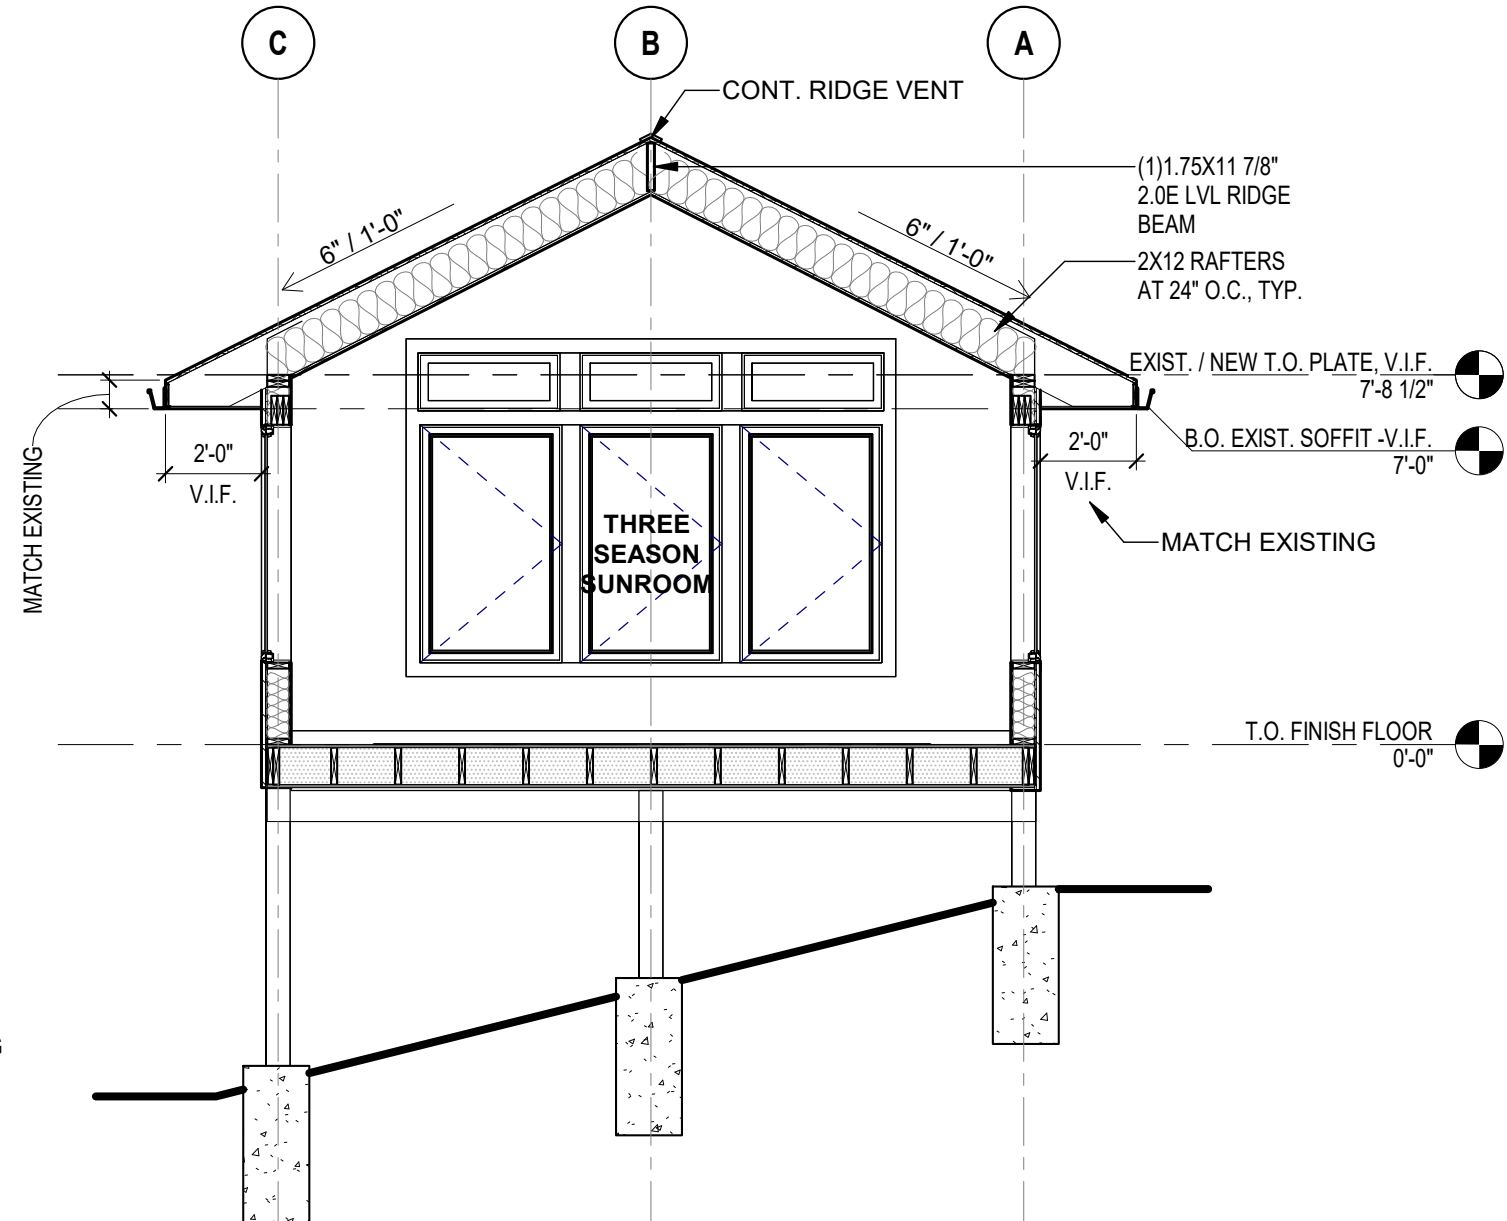 C
B
A
CONT. RIDGE VENT
(1)1.75X11 7/8"
2.0E LVL RIDGE
BEAM
6" / 1'-0"
6" / 1'-0"
2X12 RAFTERS
AT 24" O.C., TYP.
EXIST. / NEW T.O. PLATE, V.I.F.
7'-8 1/2"
B.O. EXIST. SOFFIT -V.I.F.
7'-0"
2'-0"
V.I.F.
2'-0"
V.I.F.
MATCH EXISTING
MATCH EXISTING
THREE
SEASON
SUNROOM
T.O. FINISH FLOOR
0'-0"